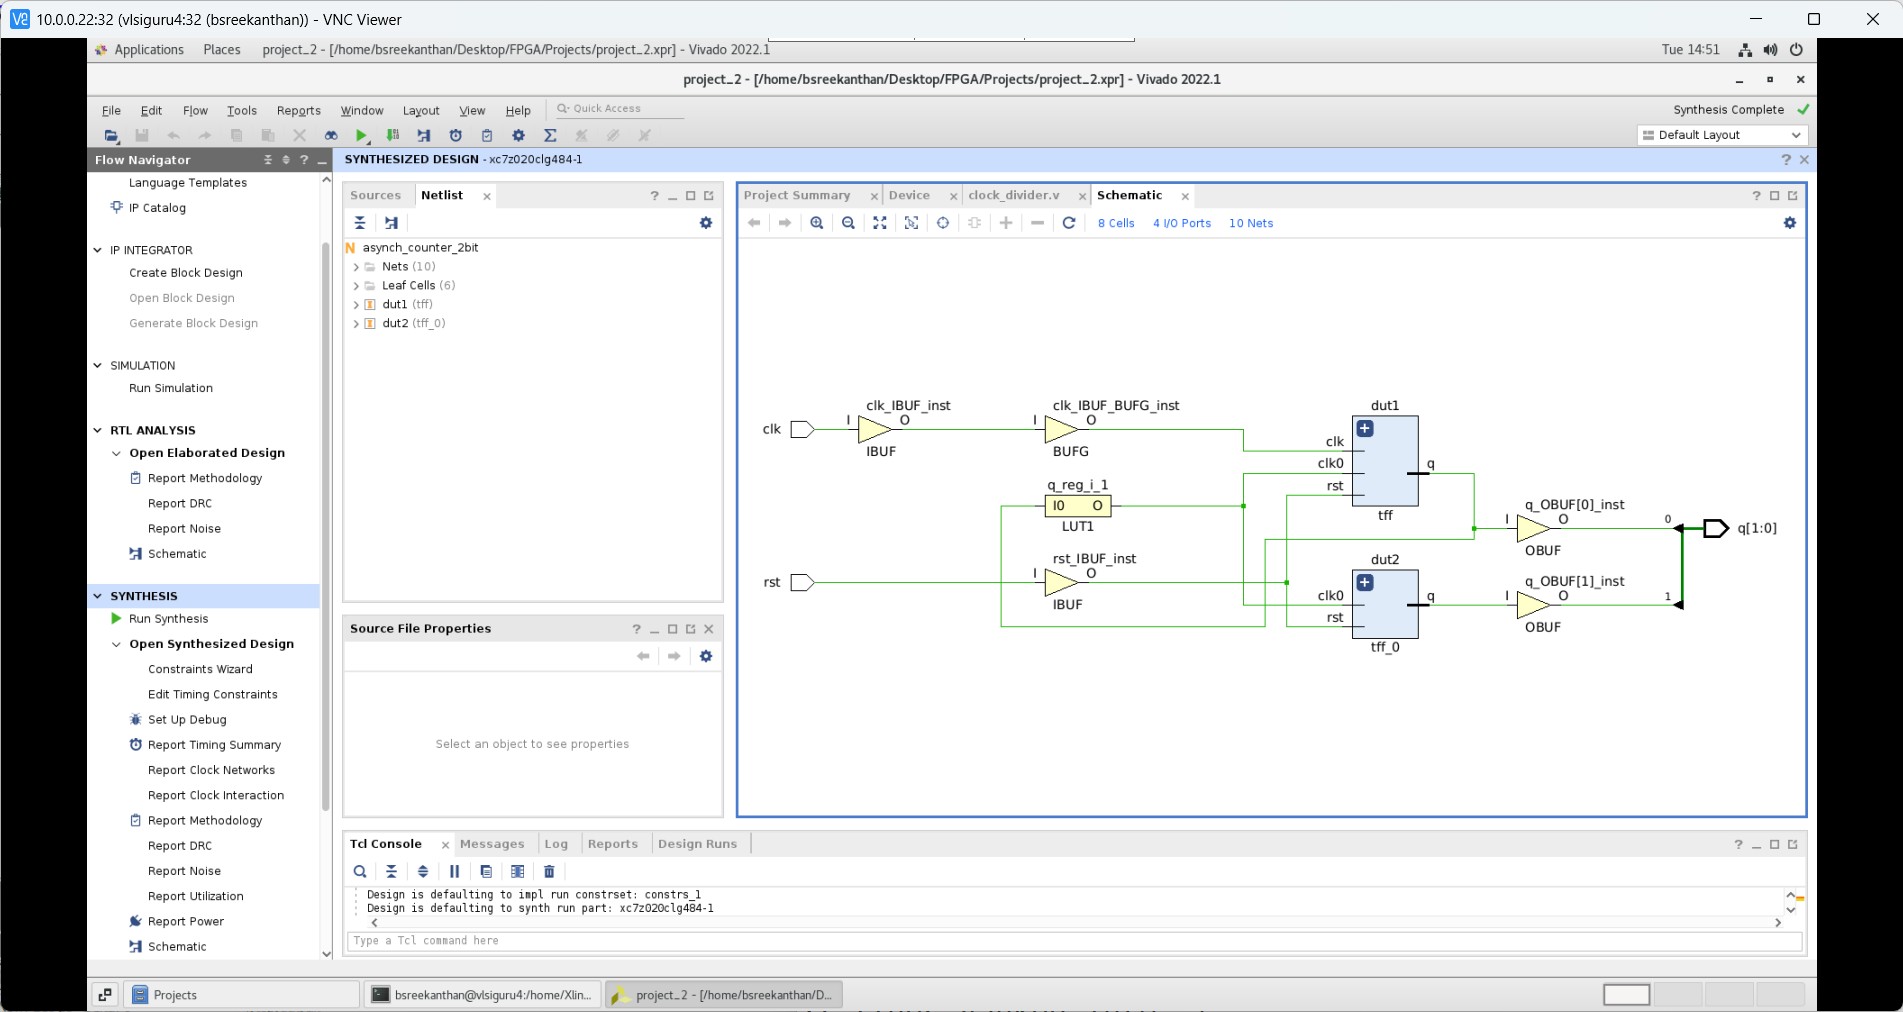 10.0.0.22:32 (vlsiguru4:32 (bsreekanthan)) - VNC Viewer
Applications Places project_2 - [/home/bsreekanthan/Desktop/FPGA/Projects/project_2.xpr] - Vivado 2022.1 Tue 14:51
project_2 - [/home/bsreekanthan/Desktop/FPGA/Projects/project_2.xpr] - Vivado 2022.1
File Edit Flow Tools Reports Window Layout View Help Quick Access Synthesis Complete
Default Layout
Flow Navigator
Language Templates
IP Catalog
IP INTEGRATOR
Create Block Design
Open Block Design
Generate Block Design
SIMULATION
Run Simulation
RTL ANALYSIS
Open Elaborated Design
Report Methodology
Report DRC
Report Noise
Schematic
SYNTHESIS
Run Synthesis
Open Synthesized Design
Constraints Wizard
Edit Timing Constraints
Set Up Debug
Report Timing Summary
Report Clock Networks
Report Clock Interaction
Report Methodology
Report DRC
Report Noise
Report Utilization
Report Power
Schematic
SYNTHESIZED DESIGN - xc7z020clg484-1
Sources Netlist
asynch_counter_2bit
Nets (10)
Leaf Cells (6)
dut1 (tff)
dut2 (tff_0)
Source File Properties
Select an object to see properties
Project Summary Device clock_divider.v Schematic
8 Cells 4 I/O Ports 10 Nets
clk_IBUF_inst clk_IBUF_BUFG_inst dut1
clk I O I O
IBUF BUFG
clk
clk0 q
rst
tff
q_reg_i_1
I0 O
LUT1
q_OBUF[0]_inst
I O 0 q[1:0]
OBUF
rst_IBUF_inst dut2
rst I O
IBUF
clk0 q
rst
tff_0
q_OBUF[1]_inst
I O 1
OBUF
Tcl Console Messages Log Reports Design Runs
Design is defaulting to impl run constrset: constrs_1
Design is defaulting to synth run part: xc7z020clg484-1
Type a Tcl command here
Projects bsreekanthan@vlsiguru4:/home/Xlin... project_2 - [/home/bsreekanthan/D...